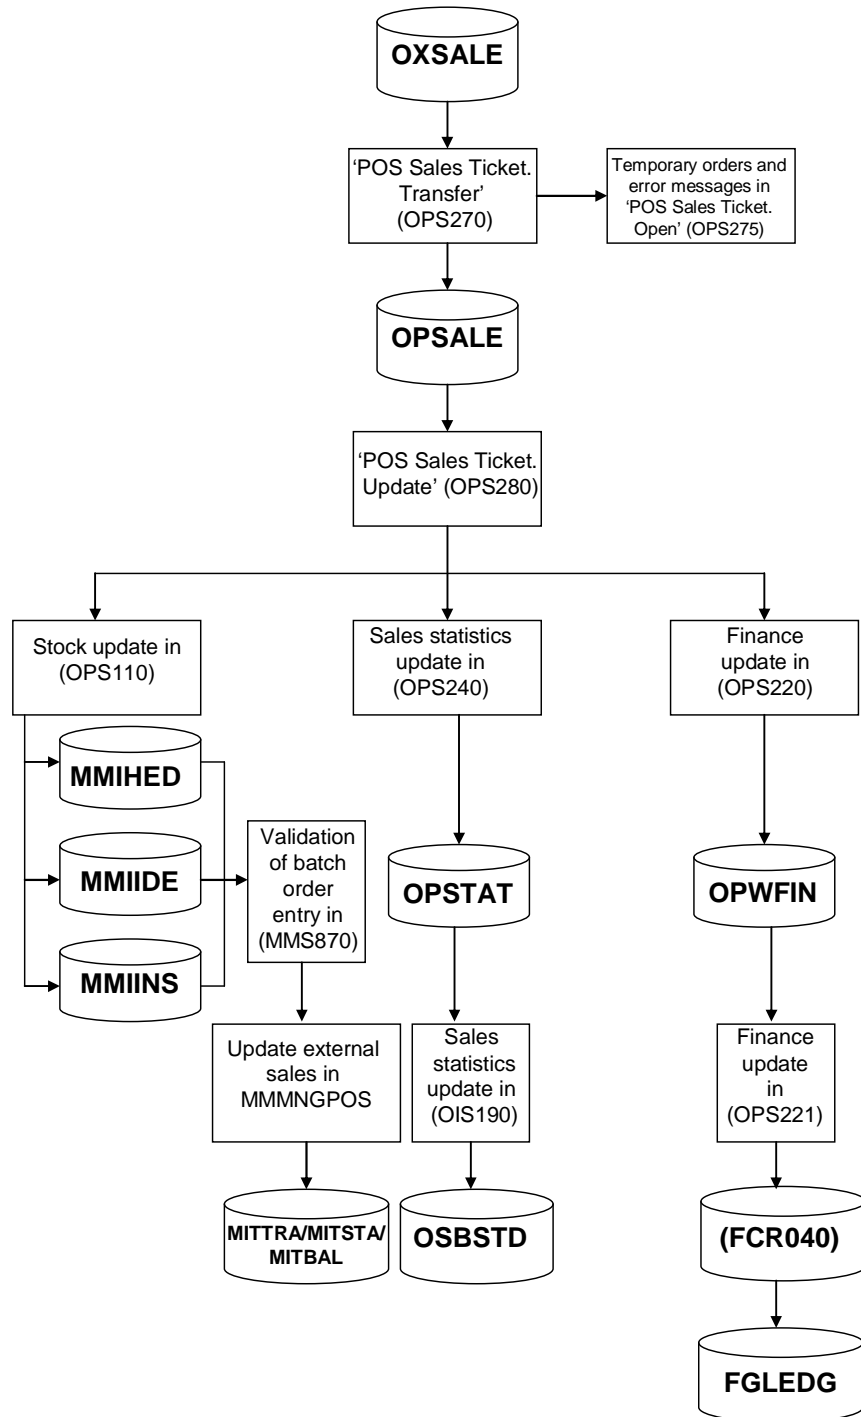 OXSALE
‘POS Sales Ticket.
Transfer’
(OPS270)
Temporary orders and
error messages in
‘POS Sales Ticket.
Open’ (OPS275)
OPSALE
‘POS Sales Ticket.
Update’ (OPS280)
Stock update in
(OPS110)
Sales statistics
update in
(OPS240)
Finance
update in
(OPS220)
MMIHED
MMIIDE
MMIINS
Validation
of batch
order
entry in
(MMS870)
OPSTAT
OPWFIN
Update external
sales in
MMMNGPOS
Sales
statistics
update in
(OIS190)
Finance
update
in
(OPS221)
MITTRA/MITSTA/
MITBAL
OSBSTD
(FCR040)
FGLEDG